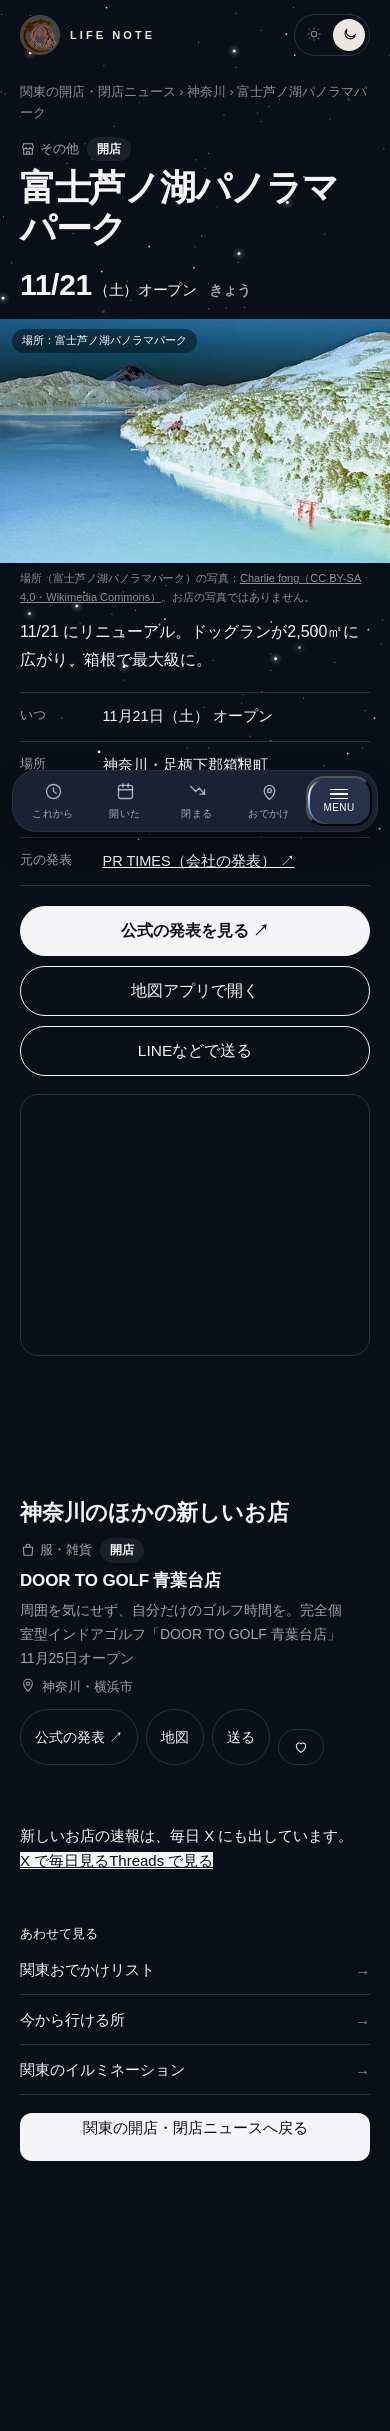 LIFE NOTE
関東の開店・閉店ニュース › 神奈川 › 富士芦ノ湖パノラマパ
ーク
その他 開店
富士芦ノ湖パノラマ
パーク
11/21（土）オープン きょう
場所：富士芦ノ湖パノラマパーク
場所（富士芦ノ湖パノラマパーク）の写真：Charlie fong（CC BY-SA
4.0・Wikimedia Commons）。お店の写真ではありません。
11/21 にリニューアル。ドッグランが2,500㎡に
広がり、箱根で最大級に。
いつ 11月21日（土） オープン
場所 神奈川・足柄下郡箱根町
これから 開いた 閉まる おでかけ MENU
元の発表 PR TIMES（会社の発表） ↗
公式の発表を見る ↗
地図アプリで開く
LINEなどで送る
神奈川のほかの新しいお店
服・雑貨 開店
DOOR TO GOLF 青葉台店
周囲を気にせず、自分だけのゴルフ時間を。完全個
室型インドアゴルフ「DOOR TO GOLF 青葉台店」
11月25日オープン
神奈川・横浜市
公式の発表 ↗ 地図 送る
新しいお店の速報は、毎日 X にも出しています。
X で毎日見るThreads で見る
あわせて見る
関東おでかけリスト →
今から行ける所 →
関東のイルミネーション →
関東の開店・閉店ニュースへ戻る